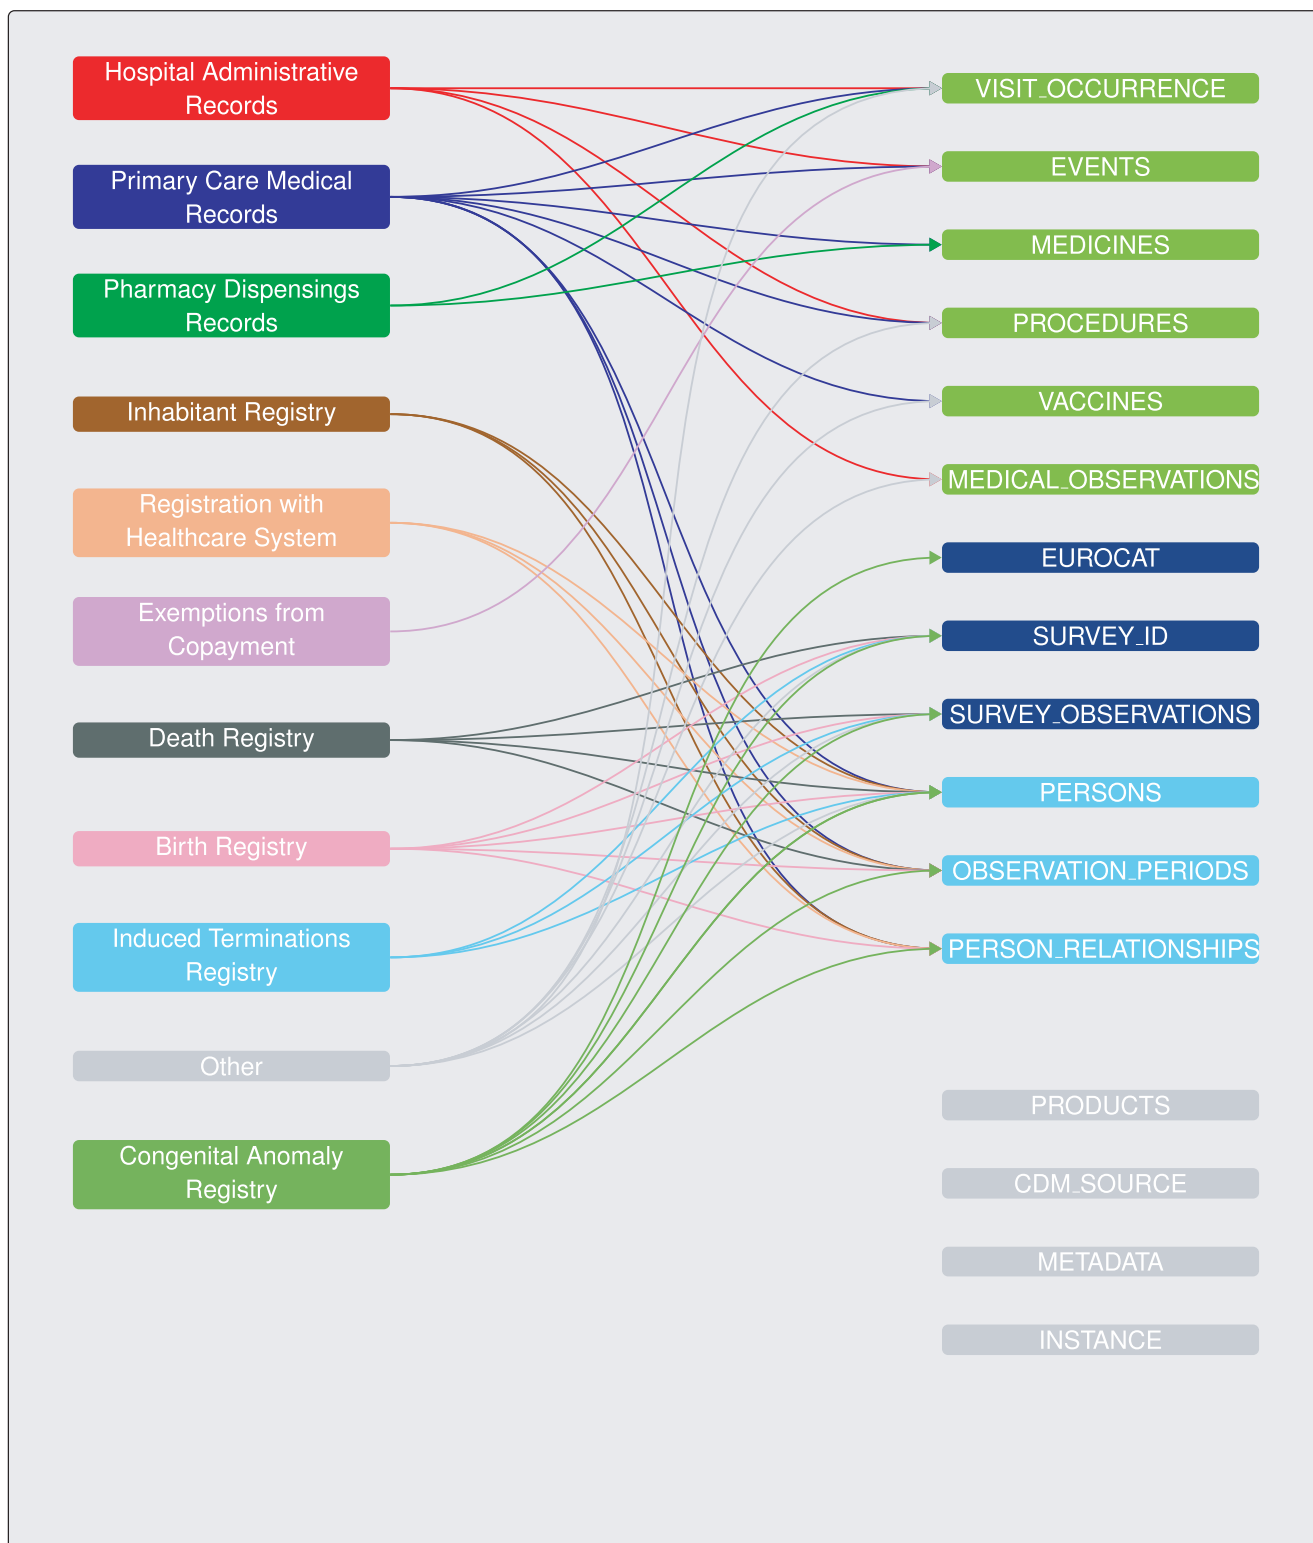 Hospital Administrative
Records
Primary Care Medical
Records
Pharmacy Dispensings
Records
Inhabitant Registry
Registration with
Healthcare System
Exemptions from
Copayment
Death Registry
Birth Registry
Induced Terminations
Registry
Other
Congenital Anomaly
Registry
VISIT_OCCURRENCE
EVENTS
MEDICINES
PROCEDURES
VACCINES
MEDICAL_OBSERVATIONS
EUROCAT
SURVEY_ID
SURVEY_OBSERVATIONS
PERSONS
OBSERVATION_PERIODS
PERSON_RELATIONSHIPS
PRODUCTS
CDM_SOURCE
METADATA
INSTANCE